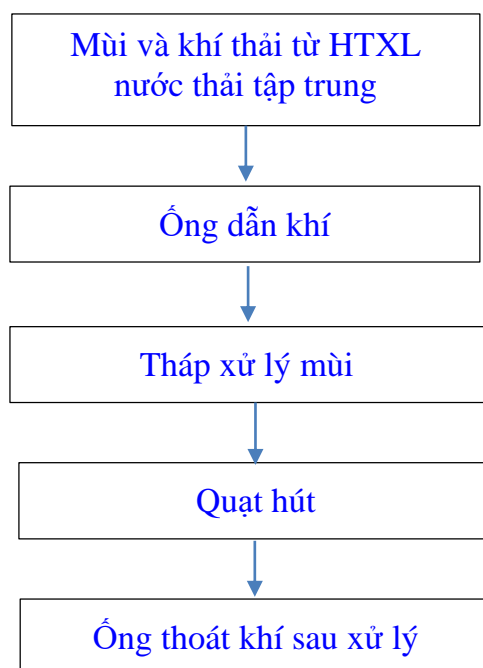 Mùi và khí thải từ HTXL
nước thải tập trung
Ống dẫn khí
Tháp xử lý mùi
Quạt hút
Ống thoát khí sau xử lý